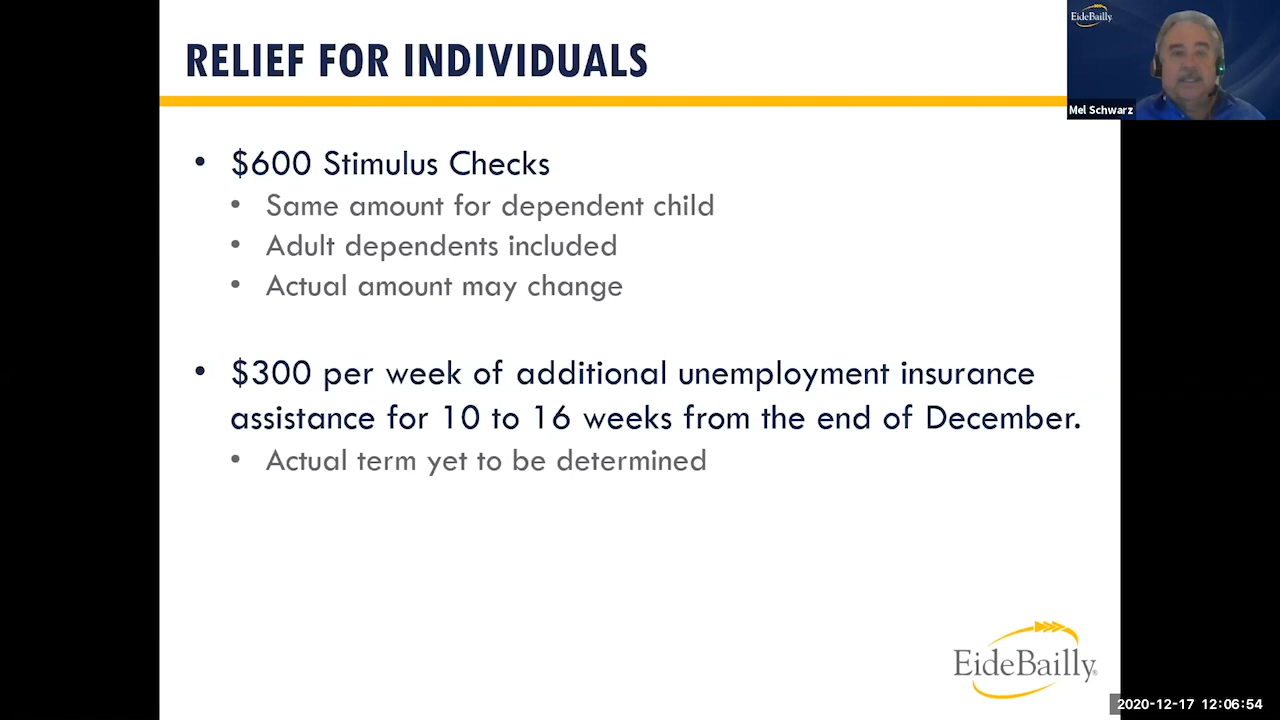 RELIEF FOR INDIVIDUALS
EideBailly
Mel Schwarz
• $600 Stimulus Checks
• Same amount for dependent child
• Adult dependents included
• Actual amount may change
• $300 per week of additional unemployment insurance
assistance for 10 to 16 weeks from the end of December.
• Actual term yet to be determined
EideBailly®
2020-12-17 12:06:54